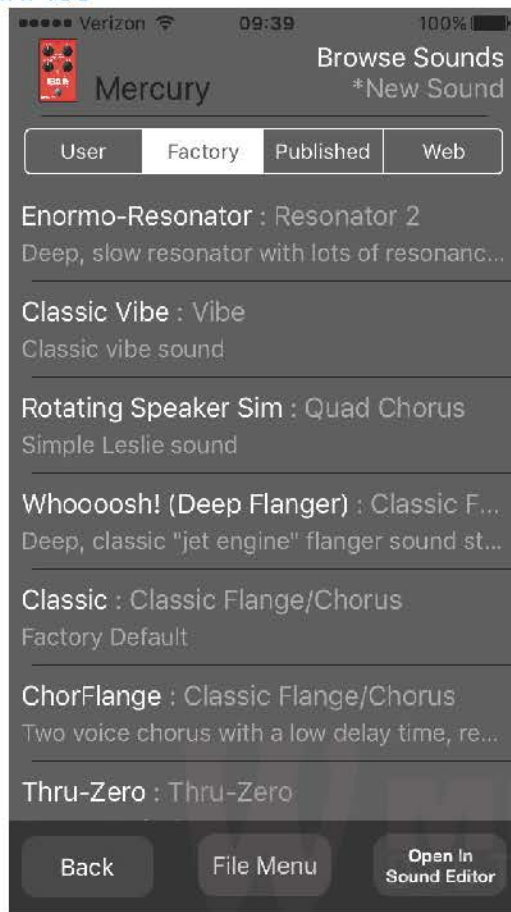 Verizon 09:39 100%
Browse Sounds
Mercury *New Sound
User Factory Published Web
Enormo-Resonator : Resonator 2
Deep, slow resonator with lots of resonanc...
Classic Vibe : Vibe
Classic vibe sound
Rotating Speaker Sim : Quad Chorus
Simple Leslie sound
Whoooosh! (Deep Flanger) : Classic F...
Deep, classic "jet engine" flanger sound st...
Classic : Classic Flange/Chorus
Factory Default
ChorFlange : Classic Flange/Chorus
Two voice chorus with a low delay time, re...
Thru-Zero : Thru-Zero
Back File Menu Open In
Sound Editor